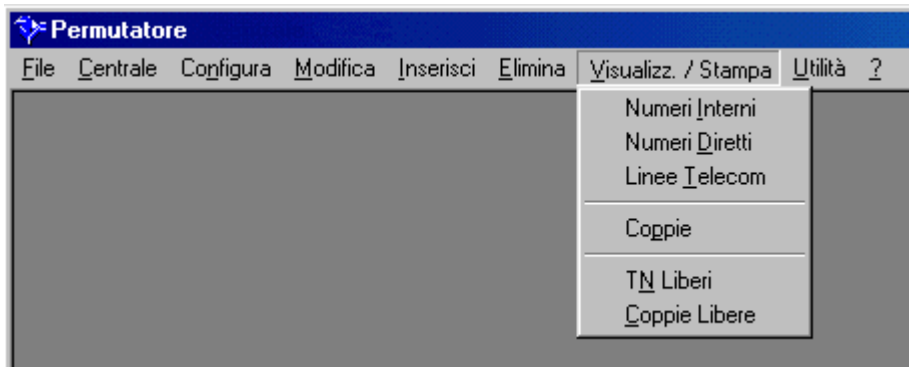 Permutatore
File Centrale Configura Modifica Inserisci Elimina Visualizz. / Stampa Utilità ?
Numeri Interni
Numeri Diretti
Linee Telecom
Coppie
TN Liberi
Coppie Libere